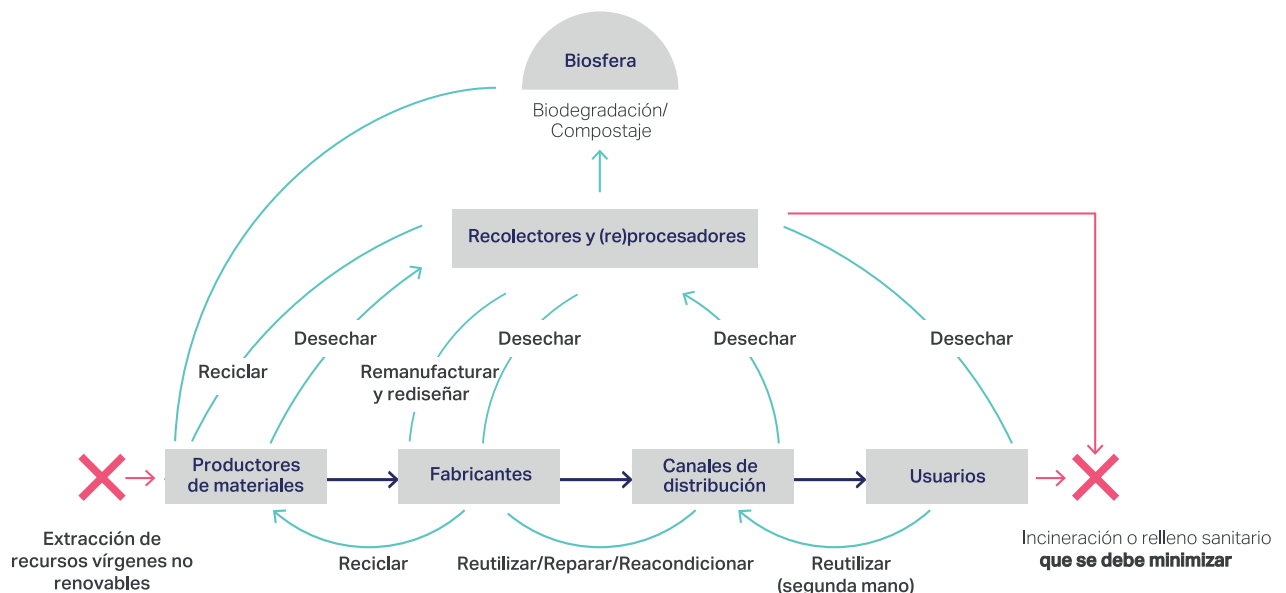 Biosfera
Biodegradación/
Compostaje
Recolectores y (re)procesadores
Desechar
Desechar
Desechar
Desechar
Reciclar
Remanufacturar
y rediseñar
Productores
de materiales
Fabricantes
Canales de
distribución
Usuarios
Extracción de
recursos vírgenes no
renovables
Reciclar
Reutilizar/Reparar/Reacondicionar
Reutilizar
(segunda mano)
Incineración o relleno sanitario
que se debe minimizar